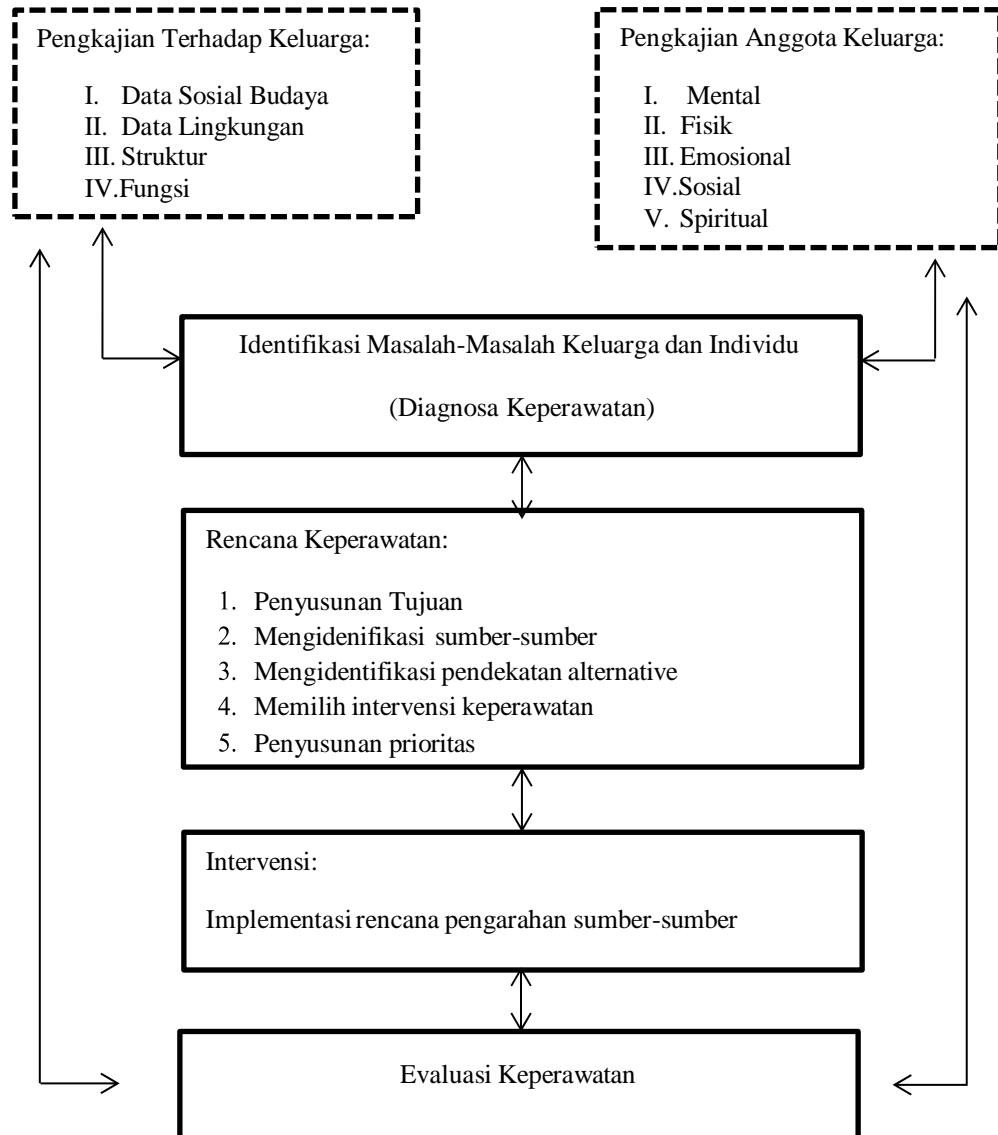 Pengkajian Terhadap Keluarga:
I. Data Sosial Budaya
II. Data Lingkungan
III. Struktur
IV.Fungsi
Pengkajian Anggota Keluarga:
I. Mental
II. Fisik
III. Emosional
IV.Sosial
V. Spiritual
Identifikasi Masalah-Masalah Keluarga dan Individu
(Diagnosa Keperawatan)
Rencana Keperawatan:
1. Penyusunan Tujuan
2. Mengidenifikasi sumber-sumber
3. Mengidentifikasi pendekatan alternative
4. Memilih intervensi keperawatan
5. Penyusunan prioritas
Intervensi:
Implementasi rencana pengarahan sumber-sumber
Evaluasi Keperawatan